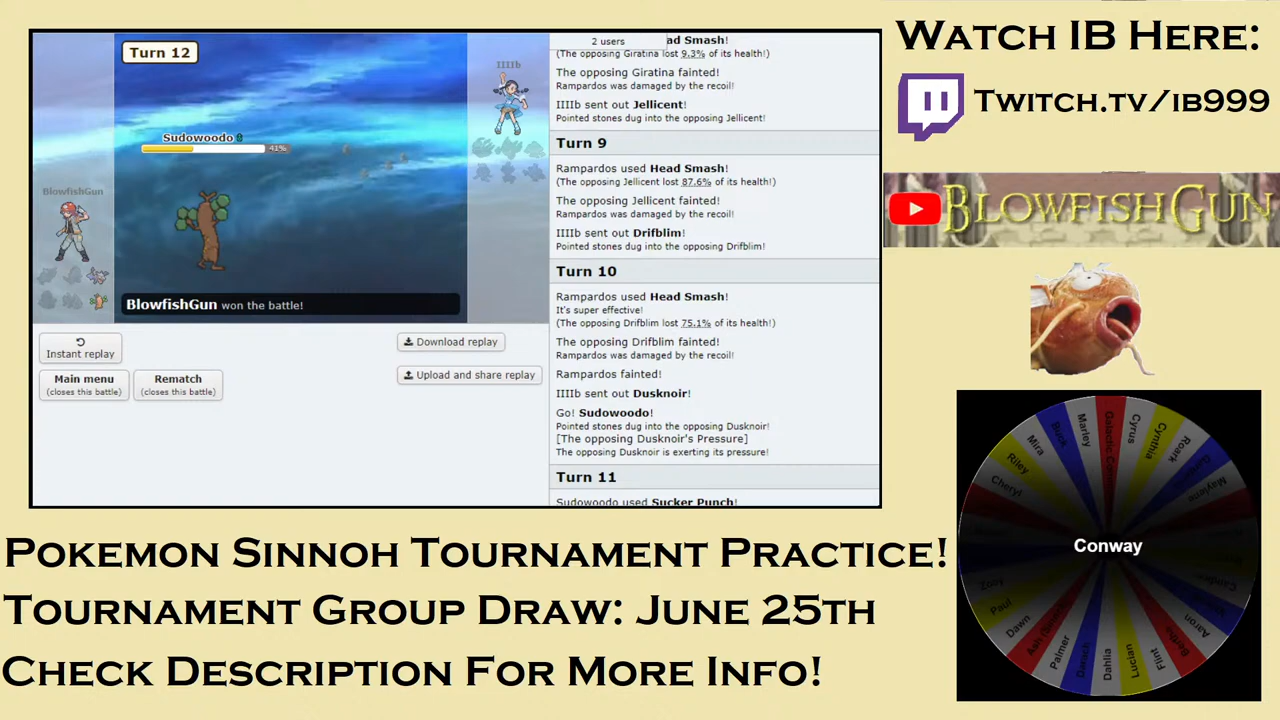 Turn 12
IIIIb
Sudowoodo
41%
BlowfishGun
BlowfishGun won the battle!
Instant replay
Download replay
Main menu
(closes this battle)
Rematch
(closes this battle)
Upload and share replay
2 users
ad Smash!
(The opposing Giratina lost 9.3% of its health!)
The opposing Giratina fainted!
Rampardos was damaged by the recoil!
IIIIb sent out Jellicent!
Pointed stones dug into the opposing Jellicent!
Turn 9
Rampardos used Head Smash!
(The opposing Jellicent lost 87.6% of its health!)
The opposing Jellicent fainted!
Rampardos was damaged by the recoil!
IIIIb sent out Drifblim!
Pointed stones dug into the opposing Drifblim!
Turn 10
Rampardos used Head Smash!
It's super effective!
(The opposing Drifblim lost 75.1% of its health!)
The opposing Drifblim fainted!
Rampardos was damaged by the recoil!
Rampardos fainted!
IIIIb sent out Dusknoir!
Go! Sudowoodo!
Pointed stones dug into the opposing Dusknoir!
[The opposing Dusknoir's Pressure]
The opposing Dusknoir is exerting its pressure!
Turn 11
Sudowoodo used Sucker Punch!
Watch IB Here:
Twitch.tv/ib999
BlowfishGun
Cheryl
Riley
Mira
Buck
Marley
Cyrus
Cynthia
Roark
Maylene
Conway
Zoey
Paul
Dawn
Palmer
Darach
Dahlia
Lucian
Flint
Bertha
Aaron
Pokemon Sinnoh Tournament Practice!
Tournament Group Draw: June 25th
Check Description For More Info!